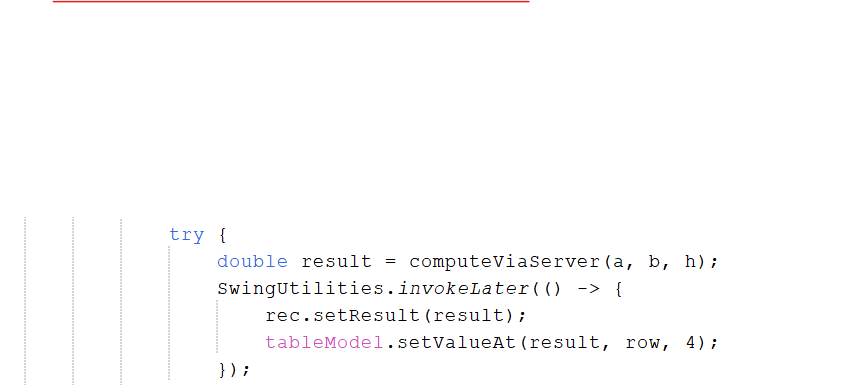 try {
double result = computeViaServer(a, b, h);
SwingUtilities.invokeLater(() -> {
rec.setResult(result);
tableModel.setValueAt(result, row, 4);
});